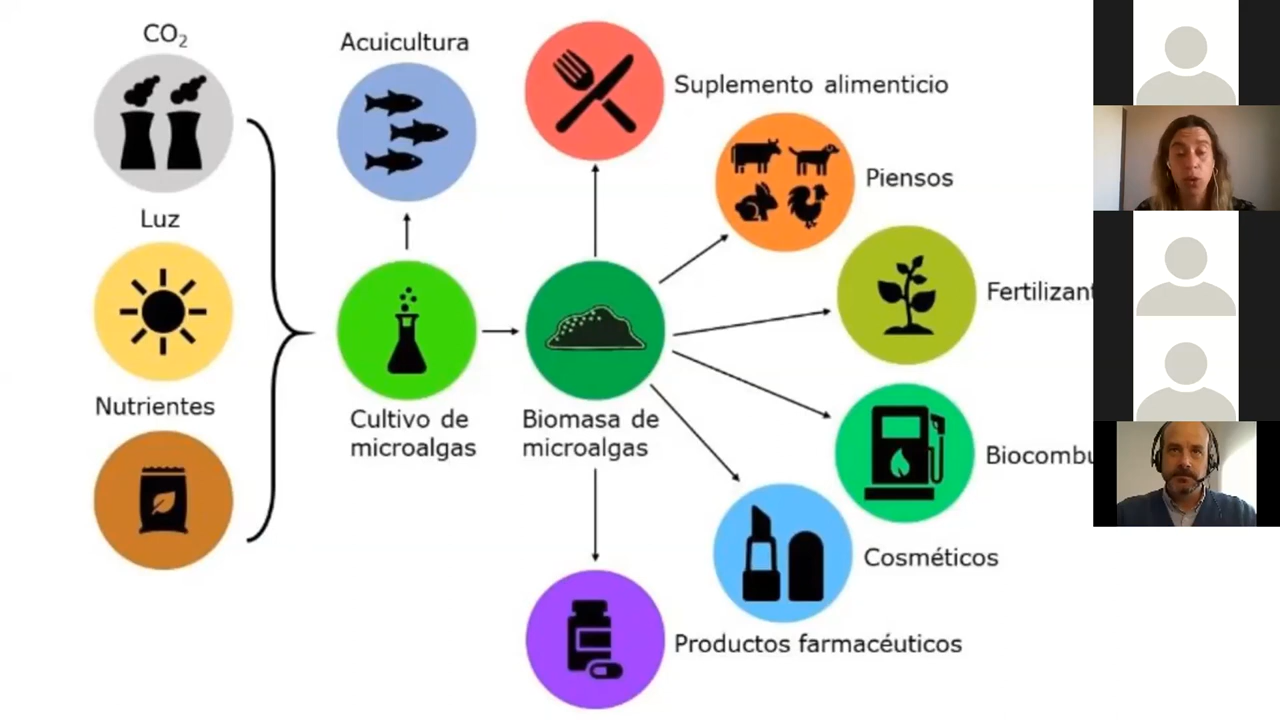 CO₂
Acuicultura
Suplemento alimenticio
Piensos
Luz
Fertilizant
Nutrientes
Cultivo de
microalgas
Biomasa de
microalgas
Biocombu
Cosméticos
Productos farmacéuticos